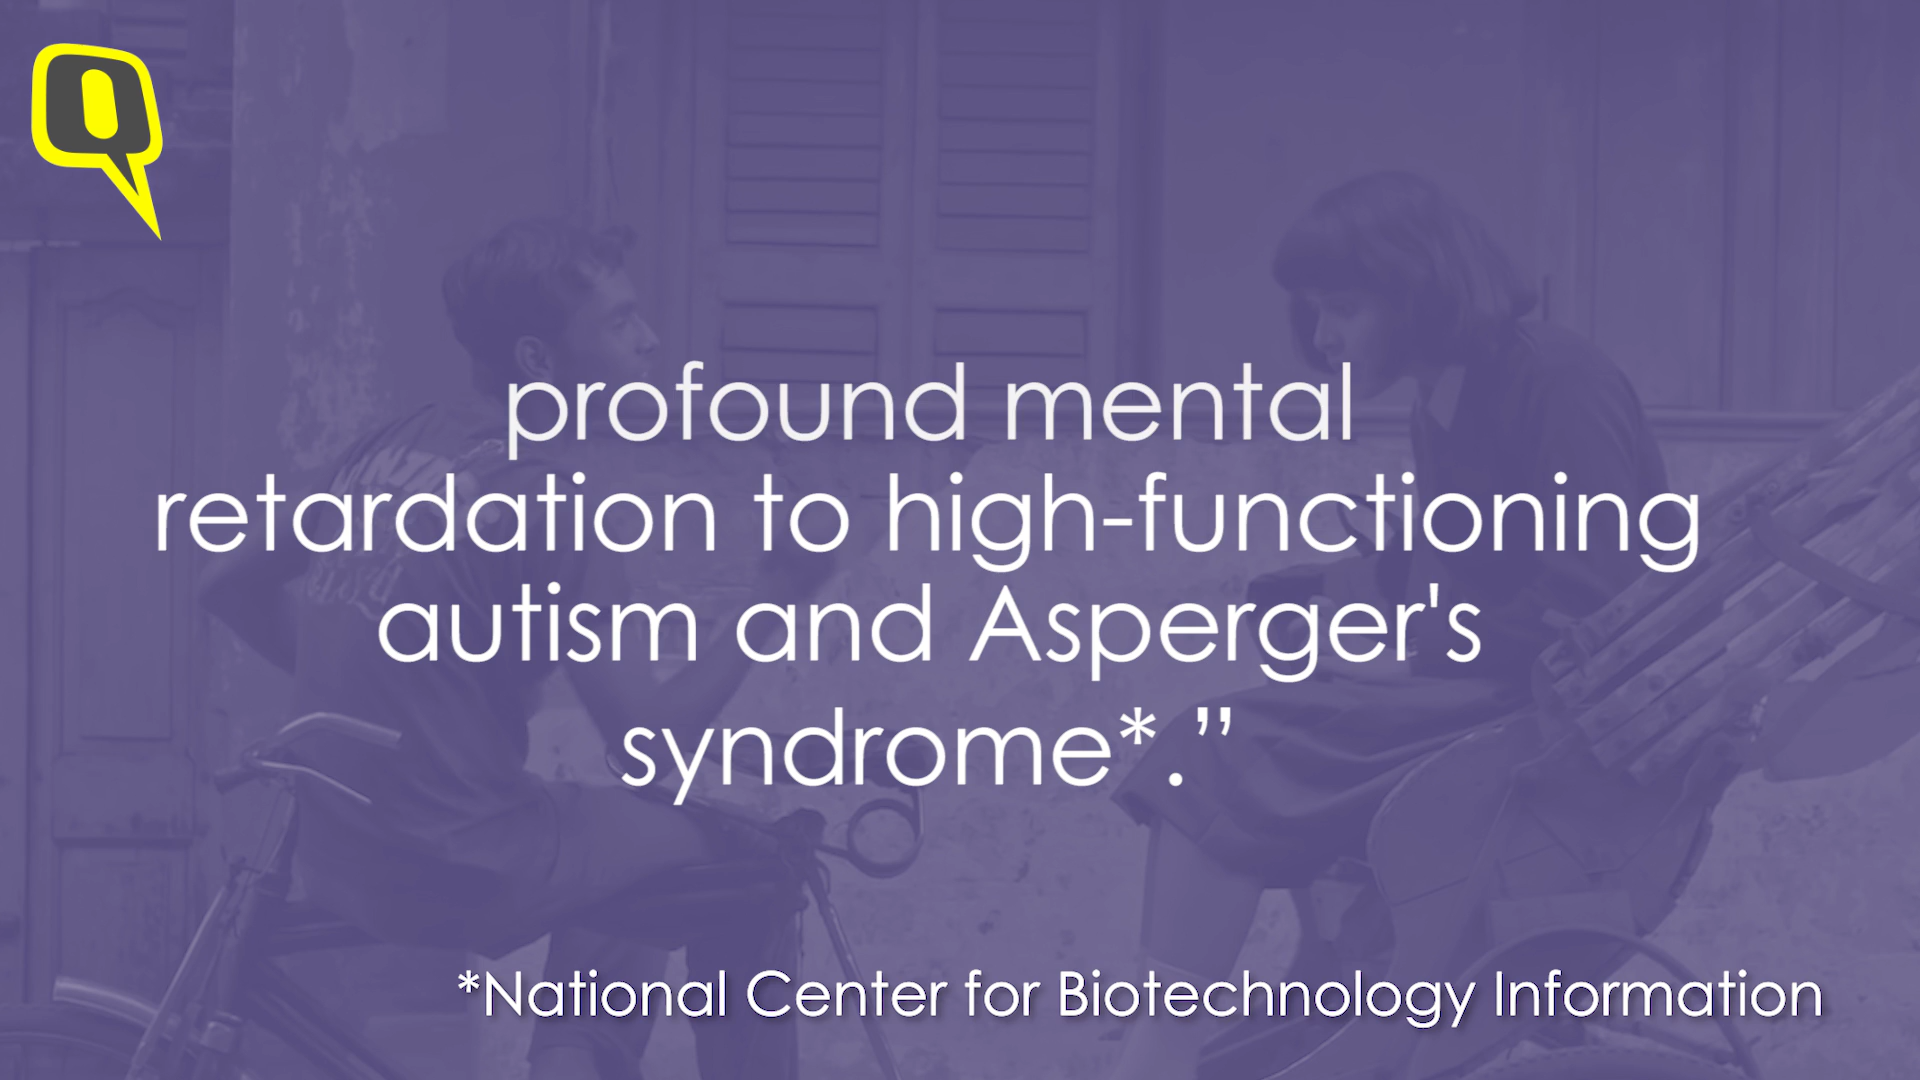 Q
profound mental
retardation to high-functioning
autism and Asperger's
syndrome*.”
*National Center for Biotechnology Information